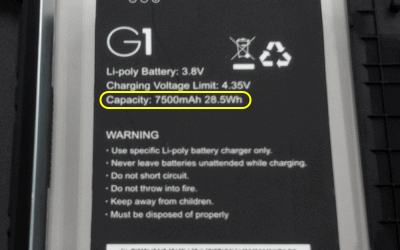 G1
Li-poly Battery: 3.8V
Charging Voltage Limit: 4.35V
Capacity: 7500mAh 28.5Wh
WARNING
· Use specific Li-poly battery charger only.
· Never leave batteries unattended while charging.
· Do not short circuit.
· Do not throw into fire.
· Keep away from children.
· Must be disposed of properly